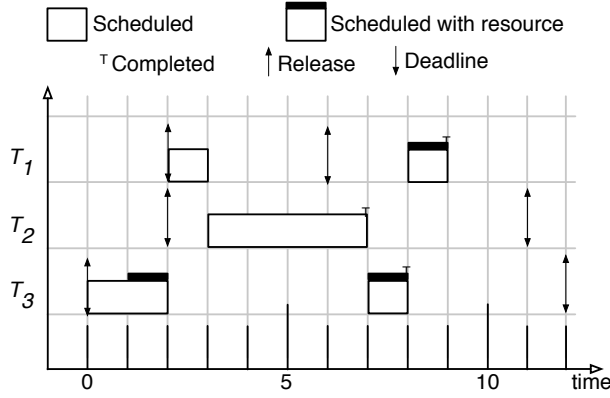 Scheduled Scheduled with resource
T Completed Release Deadline
T1
T2
T3
0 5 10 time